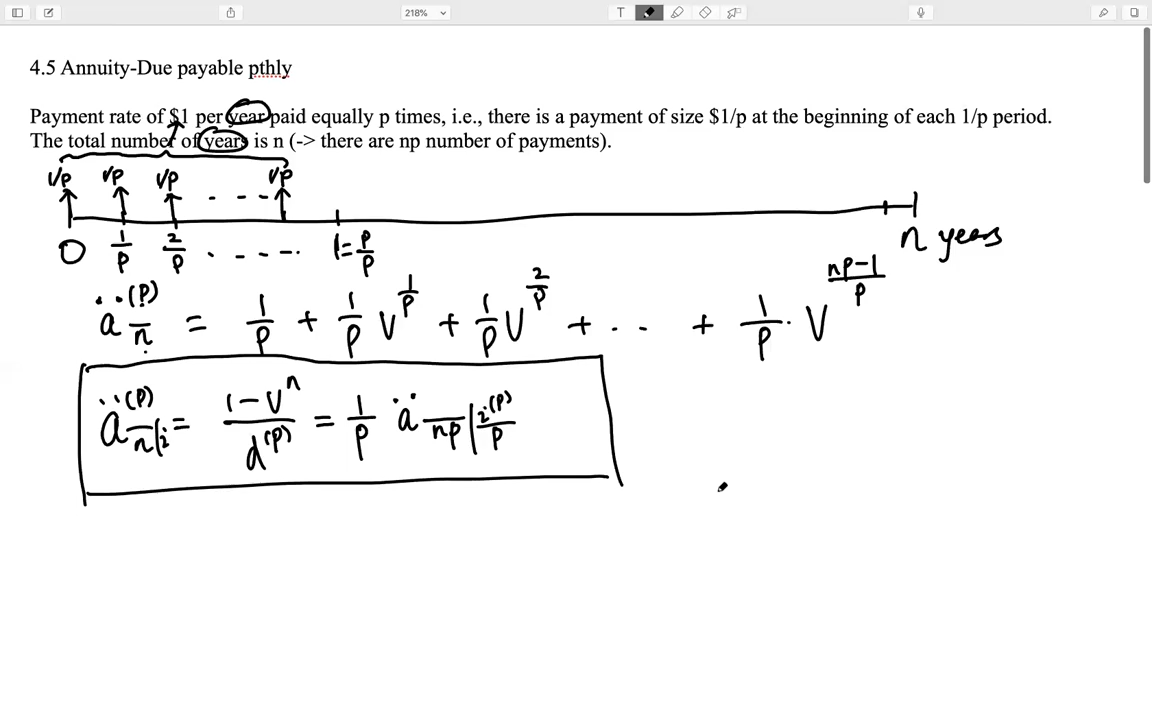 218%
4.5 Annuity-Due payable pthly
Payment rate of $1 per year paid equally p times, i.e., there is a payment of size $1/p at the beginning of each 1/p period.
The total number of years is n (-> there are np number of payments).
1/p 1/p 1/p - - - - 1/p
0 1/p 2/p . - - - - . 1=p/p n years
ä^(p)_n = 1/p + 1/p V^(1/p) + 1/p V^(2/p) + ... + 1/p · V^((np-1)/p)
ä^(p)_n|i = (1-V^n)/d^(p) = 1/p ä_np|i^(p)/p